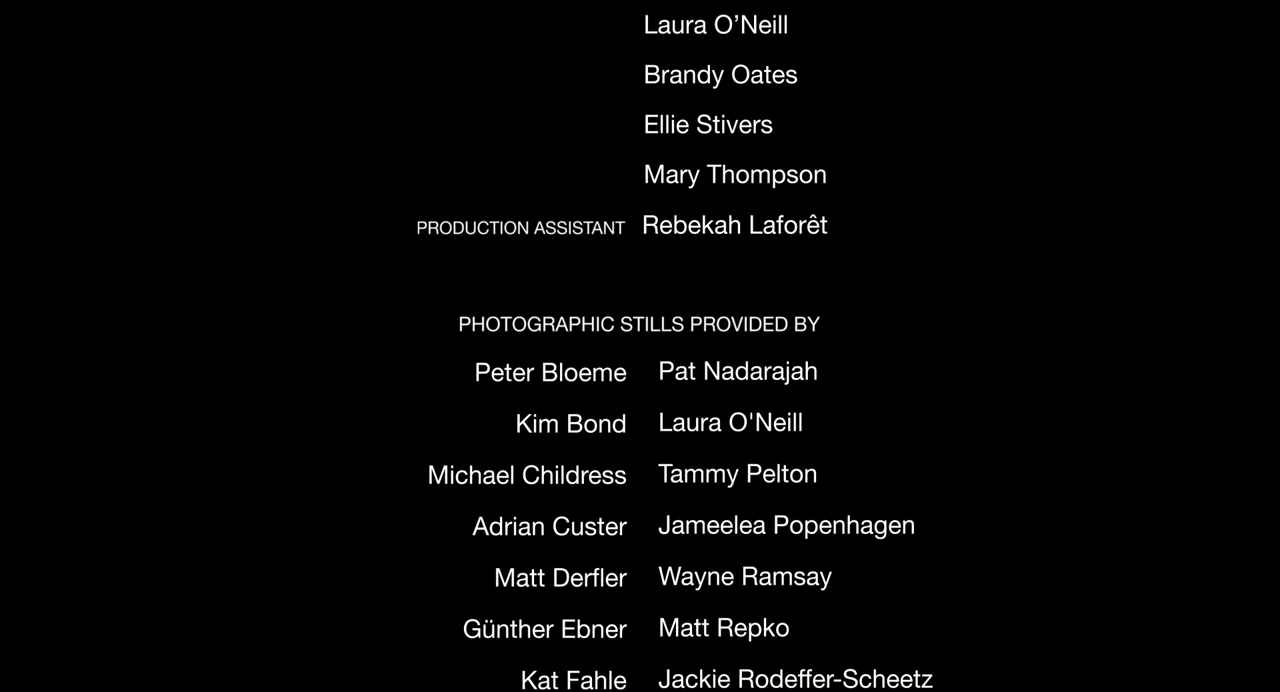 Laura O’Neill
Brandy Oates
Ellie Stivers
Mary Thompson
PRODUCTION ASSISTANT Rebekah Laforêt
PHOTOGRAPHIC STILLS PROVIDED BY
Peter Bloeme Pat Nadarajah
Kim Bond Laura O'Neill
Michael Childress Tammy Pelton
Adrian Custer Jameelea Popenhagen
Matt Derfler Wayne Ramsay
Günther Ebner Matt Repko
Kat Fahle Jackie Rodeffer-Scheetz